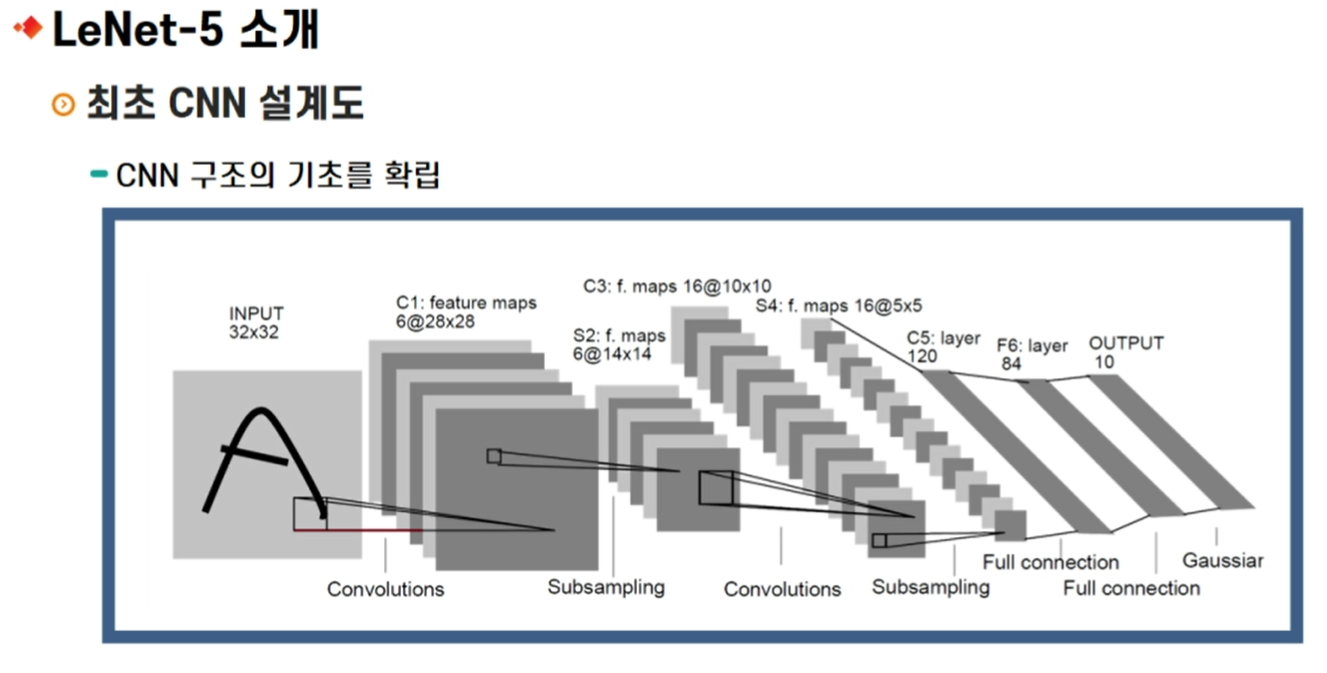 LeNet-5 소개
최초 CNN 설계도
CNN 구조의 기초를 확립
INPUT
32x32
C1: feature maps
6@28x28
S2: f. maps
6@14x14
C3: f. maps 16@10x10
S4: f. maps 16@5x5
C5: layer
120
F6: layer
84
OUTPUT
10
Convolutions
Subsampling
Convolutions
Subsampling
Full connection
Full connection
Gaussiar